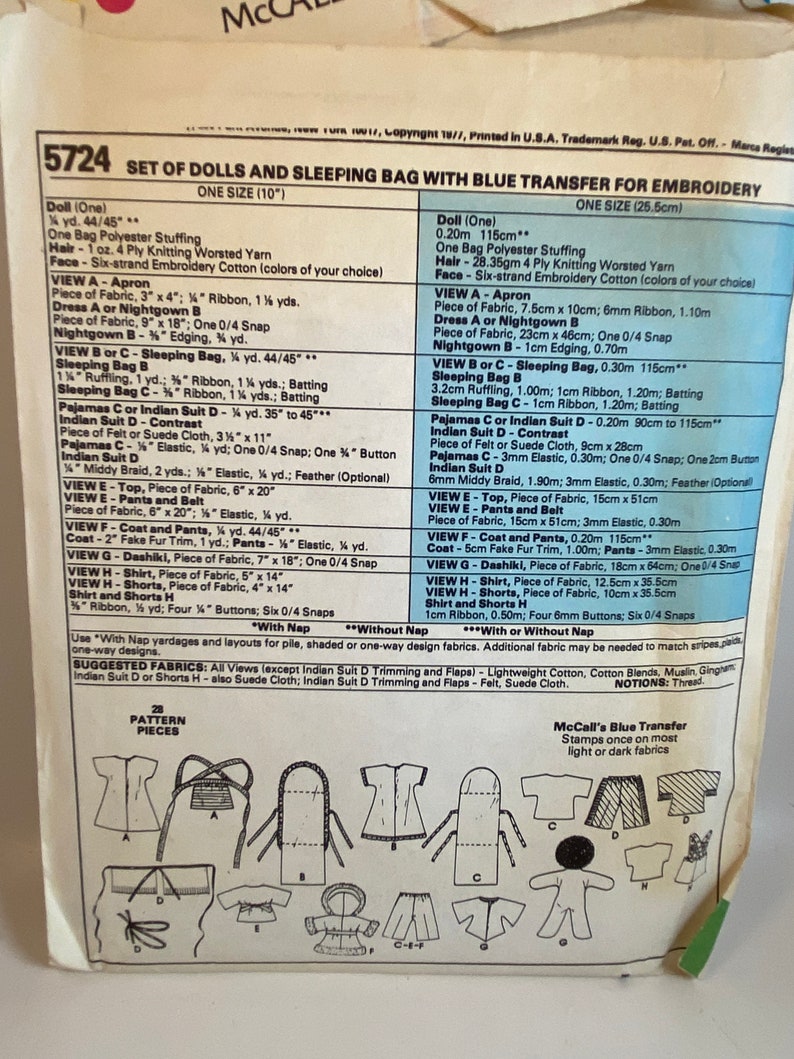 McCALL
New York 10017, Copyright 1977, Printed in U.S.A. Trademark Reg. U.S. Pat. Off. - Marca Regist
5724 SET OF DOLLS AND SLEEPING BAG WITH BLUE TRANSFER FOR EMBROIDERY
ONE SIZE (10")
Doll (One)
¼ yd. 44/45" **
One Bag Polyester Stuffing
Hair - 1 oz. 4 Ply Knitting Worsted Yarn
Face - Six-strand Embroidery Cotton (colors of your choice)
VIEW A - Apron
Piece of Fabric, 3" x 4"; ¼" Ribbon, 1 ⅛ yds.
Dress A or Nightgown B
Piece of Fabric, 9" x 18"; One 0/4 Snap
Nightgown B - ⅜" Edging, ¾ yd.
VIEW B or C - Sleeping Bag, ¼ yd. 44/45" **
Sleeping Bag B
1 ¼" Ruffling, 1 yd.; ⅜" Ribbon, 1 ¼ yds.; Batting
Sleeping Bag C - ⅜" Ribbon, 1 ¼ yds.; Batting
Pajamas C or Indian Suit D - ¼ yd. 35" to 45"***
Indian Suit D - Contrast
Piece of Felt or Suede Cloth, 3 ½" x 11"
Pajamas C - ⅛" Elastic, ¼ yd; One 0/4 Snap; One ¾" Button
Indian Suit D
¼" Middy Braid, 2 yds.; ⅛" Elastic, ¼ yd.; Feather (Optional)
VIEW E - Top, Piece of Fabric, 6" x 20"
VIEW E - Pants and Belt
Piece of Fabric, 6" x 20"; ⅛" Elastic, ¼ yd.
VIEW F - Coat and Pants, ¼ yd. 44/45" **
Coat - 2" Fake Fur Trim, 1 yd.; Pants - ⅛" Elastic, ¼ yd.
VIEW G - Dashiki, Piece of Fabric, 7" x 18"; One 0/4 Snap
VIEW H - Shirt, Piece of Fabric, 5" x 14"
VIEW H - Shorts, Piece of Fabric, 4" x 14"
Shirt and Shorts H
⅜" Ribbon, ½ yd; Four ¼" Buttons; Six 0/4 Snaps
ONE SIZE (25.5cm)
Doll (One)
0.20m 115cm**
One Bag Polyester Stuffing
Hair - 28.35gm 4 Ply Knitting Worsted Yarn
Face - Six-strand Embroidery Cotton (colors of your choice)
VIEW A - Apron
Piece of Fabric, 7.5cm x 10cm; 6mm Ribbon, 1.10m
Dress A or Nightgown B
Piece of Fabric, 23cm x 46cm; One 0/4 Snap
Nightgown B - 1cm Edging, 0.70m
VIEW B or C - Sleeping Bag, 0.30m 115cm**
Sleeping Bag B
3.2cm Ruffling, 1.00m; 1cm Ribbon, 1.20m; Batting
Sleeping Bag C - 1cm Ribbon, 1.20m; Batting
Pajamas C or Indian Suit D - 0.20m 90cm to 115cm***
Indian Suit D - Contrast
Piece of Felt or Suede Cloth, 9cm x 28cm
Pajamas C - 3mm Elastic, 0.30m; One 0/4 Snap; One 2cm Button
Indian Suit D
6mm Middy Braid, 1.90m; 3mm Elastic, 0.30m; Feather (Optional)
VIEW E - Top, Piece of Fabric, 15cm x 51cm
VIEW E - Pants and Belt
Piece of Fabric, 15cm x 51cm; 3mm Elastic, 0.30m
VIEW F - Coat and Pants, 0.20m 115cm**
Coat - 5cm Fake Fur Trim, 1.00m; Pants - 3mm Elastic, 0.30m
VIEW G - Dashiki, Piece of Fabric, 18cm x 64cm; One 0/4 Snap
VIEW H - Shirt, Piece of Fabric, 12.5cm x 35.5cm
VIEW H - Shorts, Piece of Fabric, 10cm x 35.5cm
Shirt and Shorts H
1cm Ribbon, 0.50m; Four 6mm Buttons; Six 0/4 Snaps
*With Nap **Without Nap ***With or Without Nap
Use *With Nap yardages and layouts for pile, shaded or one-way design fabrics. Additional fabric may be needed to match stripes, plaids,
one-way designs.
SUGGESTED FABRICS: All Views (except Indian Suit D Trimming and Flaps) - Lightweight Cotton, Cotton Blends, Muslin, Gingham;
Indian Suit D or Shorts H - also Suede Cloth; Indian Suit D Trimming and Flaps - Felt, Suede Cloth. NOTIONS: Thread.
28
PATTERN
PIECES
McCall's Blue Transfer
Stamps once on most
light or dark fabrics
A
A
B
B
C
C
D
D
D
D
E
F
C-E-F
G
G
H
H